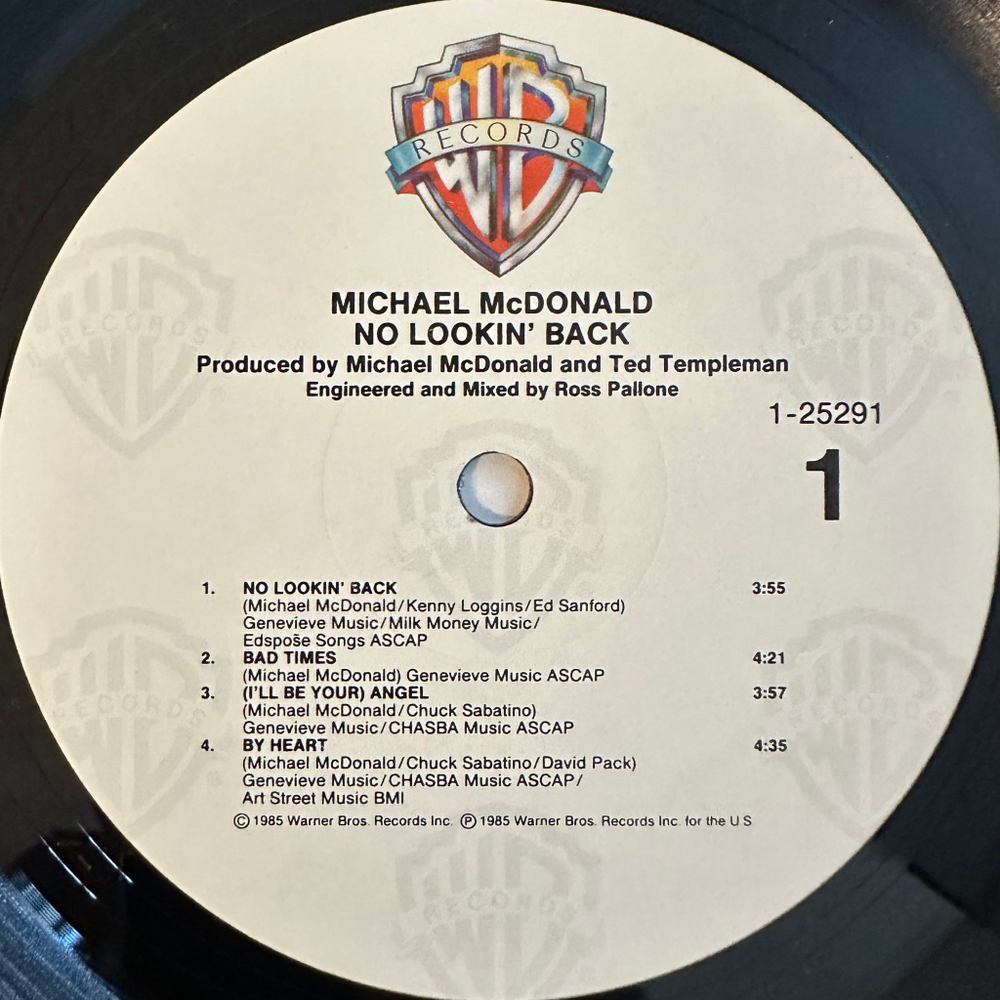 WB
RECORDS
MICHAEL McDONALD
NO LOOKIN' BACK
Produced by Michael McDonald and Ted Templeman
Engineered and Mixed by Ross Pallone
1-25291
1
1. NO LOOKIN' BACK 3:55
(Michael McDonald/Kenny Loggins/Ed Sanford)
Genevieve Music/Milk Money Music/
Edspose Songs ASCAP
2. BAD TIMES 4:21
(Michael McDonald) Genevieve Music ASCAP
3. (I'LL BE YOUR) ANGEL 3:57
(Michael McDonald/Chuck Sabatino)
Genevieve Music/CHASBA Music ASCAP
4. BY HEART 4:35
(Michael McDonald/Chuck Sabatino/David Pack)
Genevieve Music/CHASBA Music ASCAP/
Art Street Music BMI
© 1985 Warner Bros. Records Inc. ℗ 1985 Warner Bros. Records Inc. for the U S